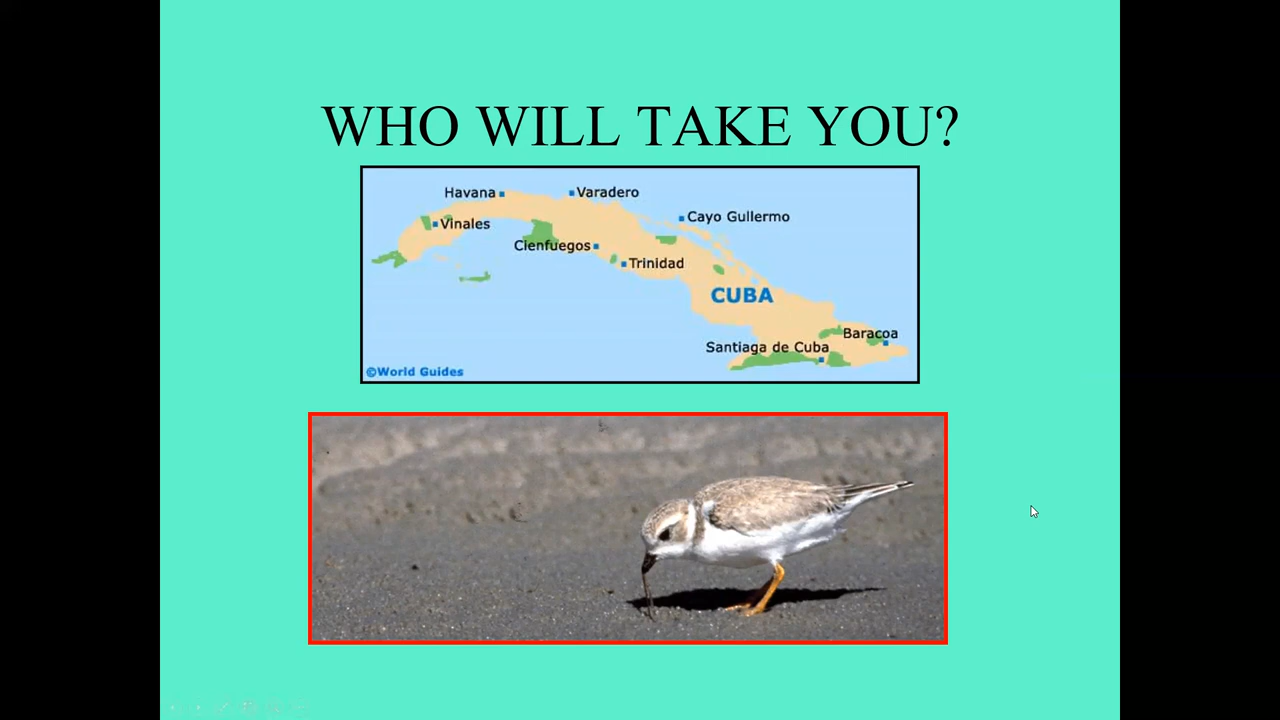 WHO WILL TAKE YOU?
Havana
Varadero
Cayo Gullermo
Vinales
Cienfuegos
Trinidad
CUBA
Baracoa
Santiaga de Cuba
©World Guides